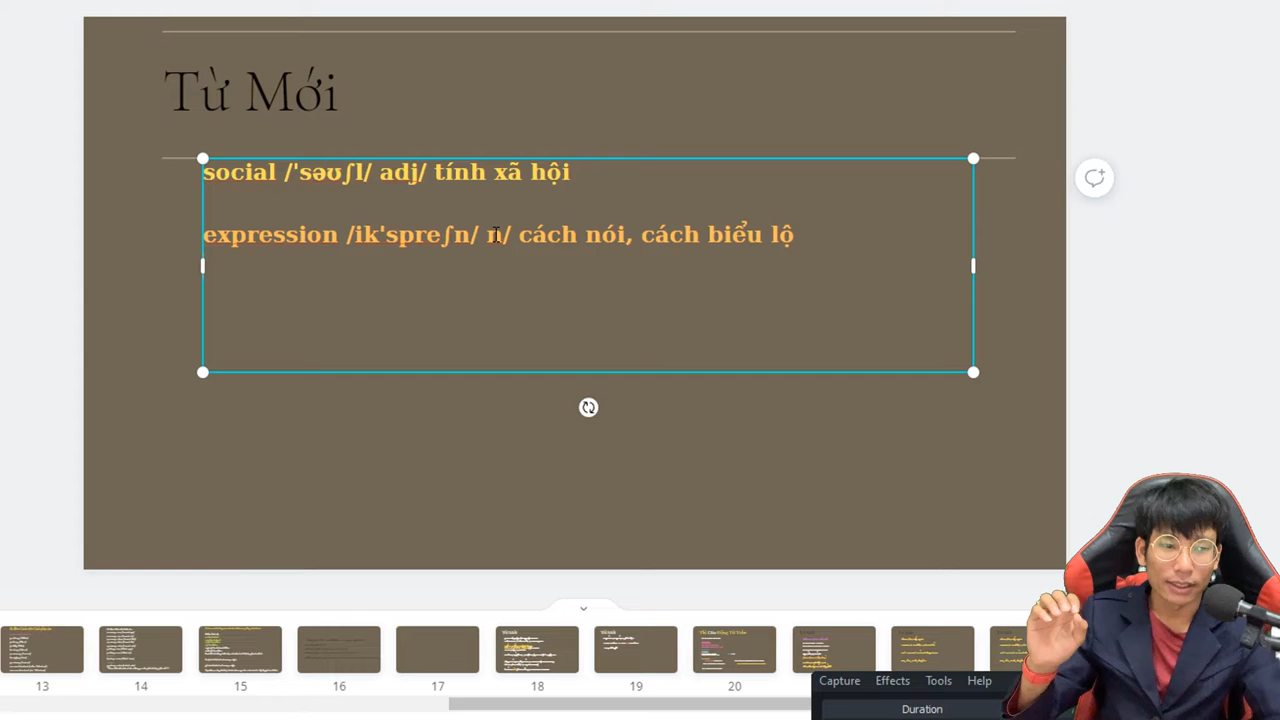 Từ Mới
social /'səʊʃl/ adj/ tính xã hội
expression /ik'spreʃn/ n/ cách nói, cách biểu lộ
13 14 15 16 17 18 19 20
Capture Effects Tools Help
Duration